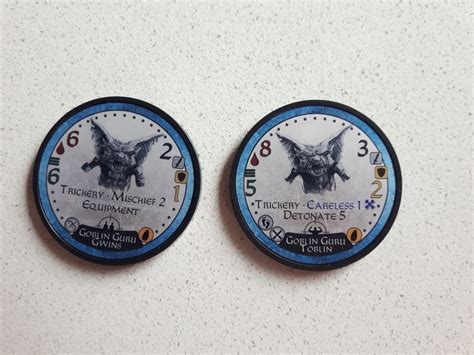 6
2
6
1
Trickery · Mischief 2
Equipment
Goblin Guru
Gwins
8
3
5
2
Trickery · Careless 1
Detonate 5
Goblin Guru
Toblin